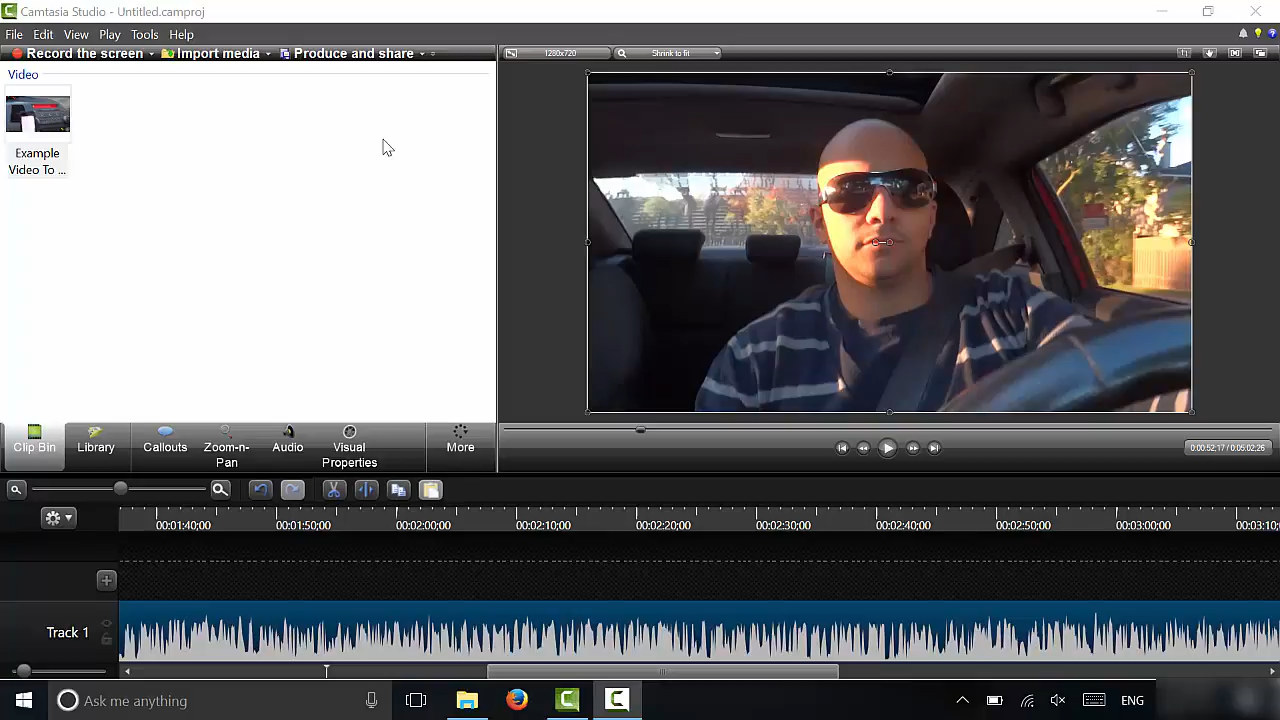 Camtasia Studio - Untitled.camproj
File Edit View Play Tools Help
Record the screen Import media Produce and share
1280x720 Shrink to fit
Video
Example
Video To ...
Clip Bin Library Callouts Zoom-n-Pan Audio Visual Properties More
0:00:52;17 / 0:05:02;26
00:01:40;00 00:01:50;00 00:02:00;00 00:02:10;00 00:02:20;00 00:02:30;00 00:02:40;00 00:02:50;00 00:03:00;00 00:03:10;
Track 1
Ask me anything
ENG